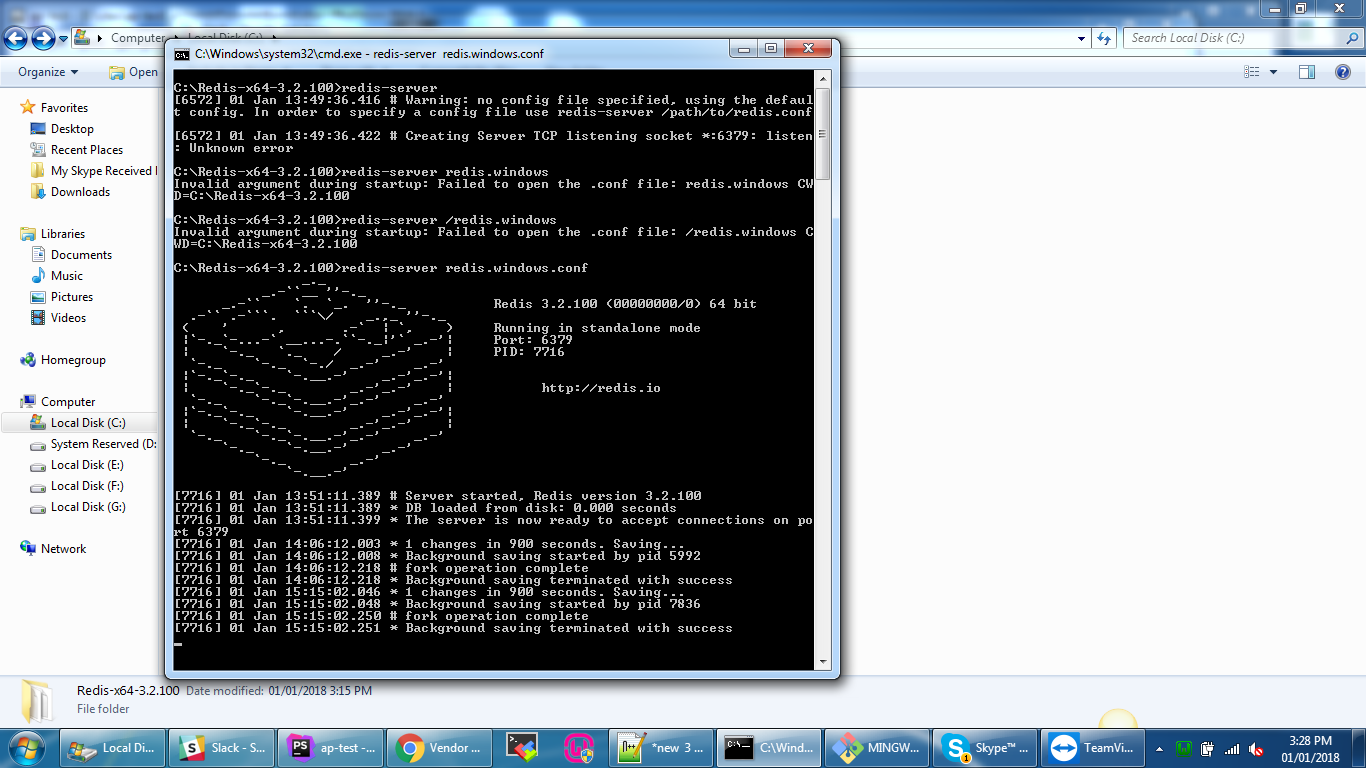 Computer ▸ Local Disk (C:) ▸
Search Local Disk (C:)
C:\Windows\system32\cmd.exe - redis-server  redis.windows.conf
Organize
Open
Favorites
Desktop
Recent Places
My Skype Received
Downloads
Libraries
Documents
Music
Pictures
Videos
Homegroup
Computer
Local Disk (C:)
System Reserved (D:
Local Disk (E:)
Local Disk (F:)
Local Disk (G:)
Network
C:\Redis-x64-3.2.100>redis-server
[6572] 01 Jan 13:49:36.416 # Warning: no config file specified, using the defaul
t config. In order to specify a config file use redis-server /path/to/redis.conf
[6572] 01 Jan 13:49:36.422 # Creating Server TCP listening socket *:6379: listen
: Unknown error
C:\Redis-x64-3.2.100>redis-server redis.windows
Invalid argument during startup: Failed to open the .conf file: redis.windows CW
D=C:\Redis-x64-3.2.100
C:\Redis-x64-3.2.100>redis-server /redis.windows
Invalid argument during startup: Failed to open the .conf file: /redis.windows C
WD=C:\Redis-x64-3.2.100
C:\Redis-x64-3.2.100>redis-server redis.windows.conf
Redis 3.2.100 (00000000/0) 64 bit
Running in standalone mode
Port: 6379
PID: 7716
http://redis.io
[7716] 01 Jan 13:51:11.389 # Server started, Redis version 3.2.100
[7716] 01 Jan 13:51:11.389 * DB loaded from disk: 0.000 seconds
[7716] 01 Jan 13:51:11.399 * The server is now ready to accept connections on po
rt 6379
[7716] 01 Jan 14:06:12.003 * 1 changes in 900 seconds. Saving...
[7716] 01 Jan 14:06:12.008 * Background saving started by pid 5992
[7716] 01 Jan 14:06:12.218 # fork operation complete
[7716] 01 Jan 14:06:12.218 * Background saving terminated with success
[7716] 01 Jan 15:15:02.046 * 1 changes in 900 seconds. Saving...
[7716] 01 Jan 15:15:02.048 * Background saving started by pid 7836
[7716] 01 Jan 15:15:02.250 # fork operation complete
[7716] 01 Jan 15:15:02.251 * Background saving terminated with success
Redis-x64-3.2.100 Date modified: 01/01/2018 3:15 PM
File folder
Local Di...
Slack - S...
PS ap-test -...
Vendor ...
*new  3 ...
C:\Wind...
MINGW...
Skype™ ...
1
TeamVi...
3:28 PM
01/01/2018